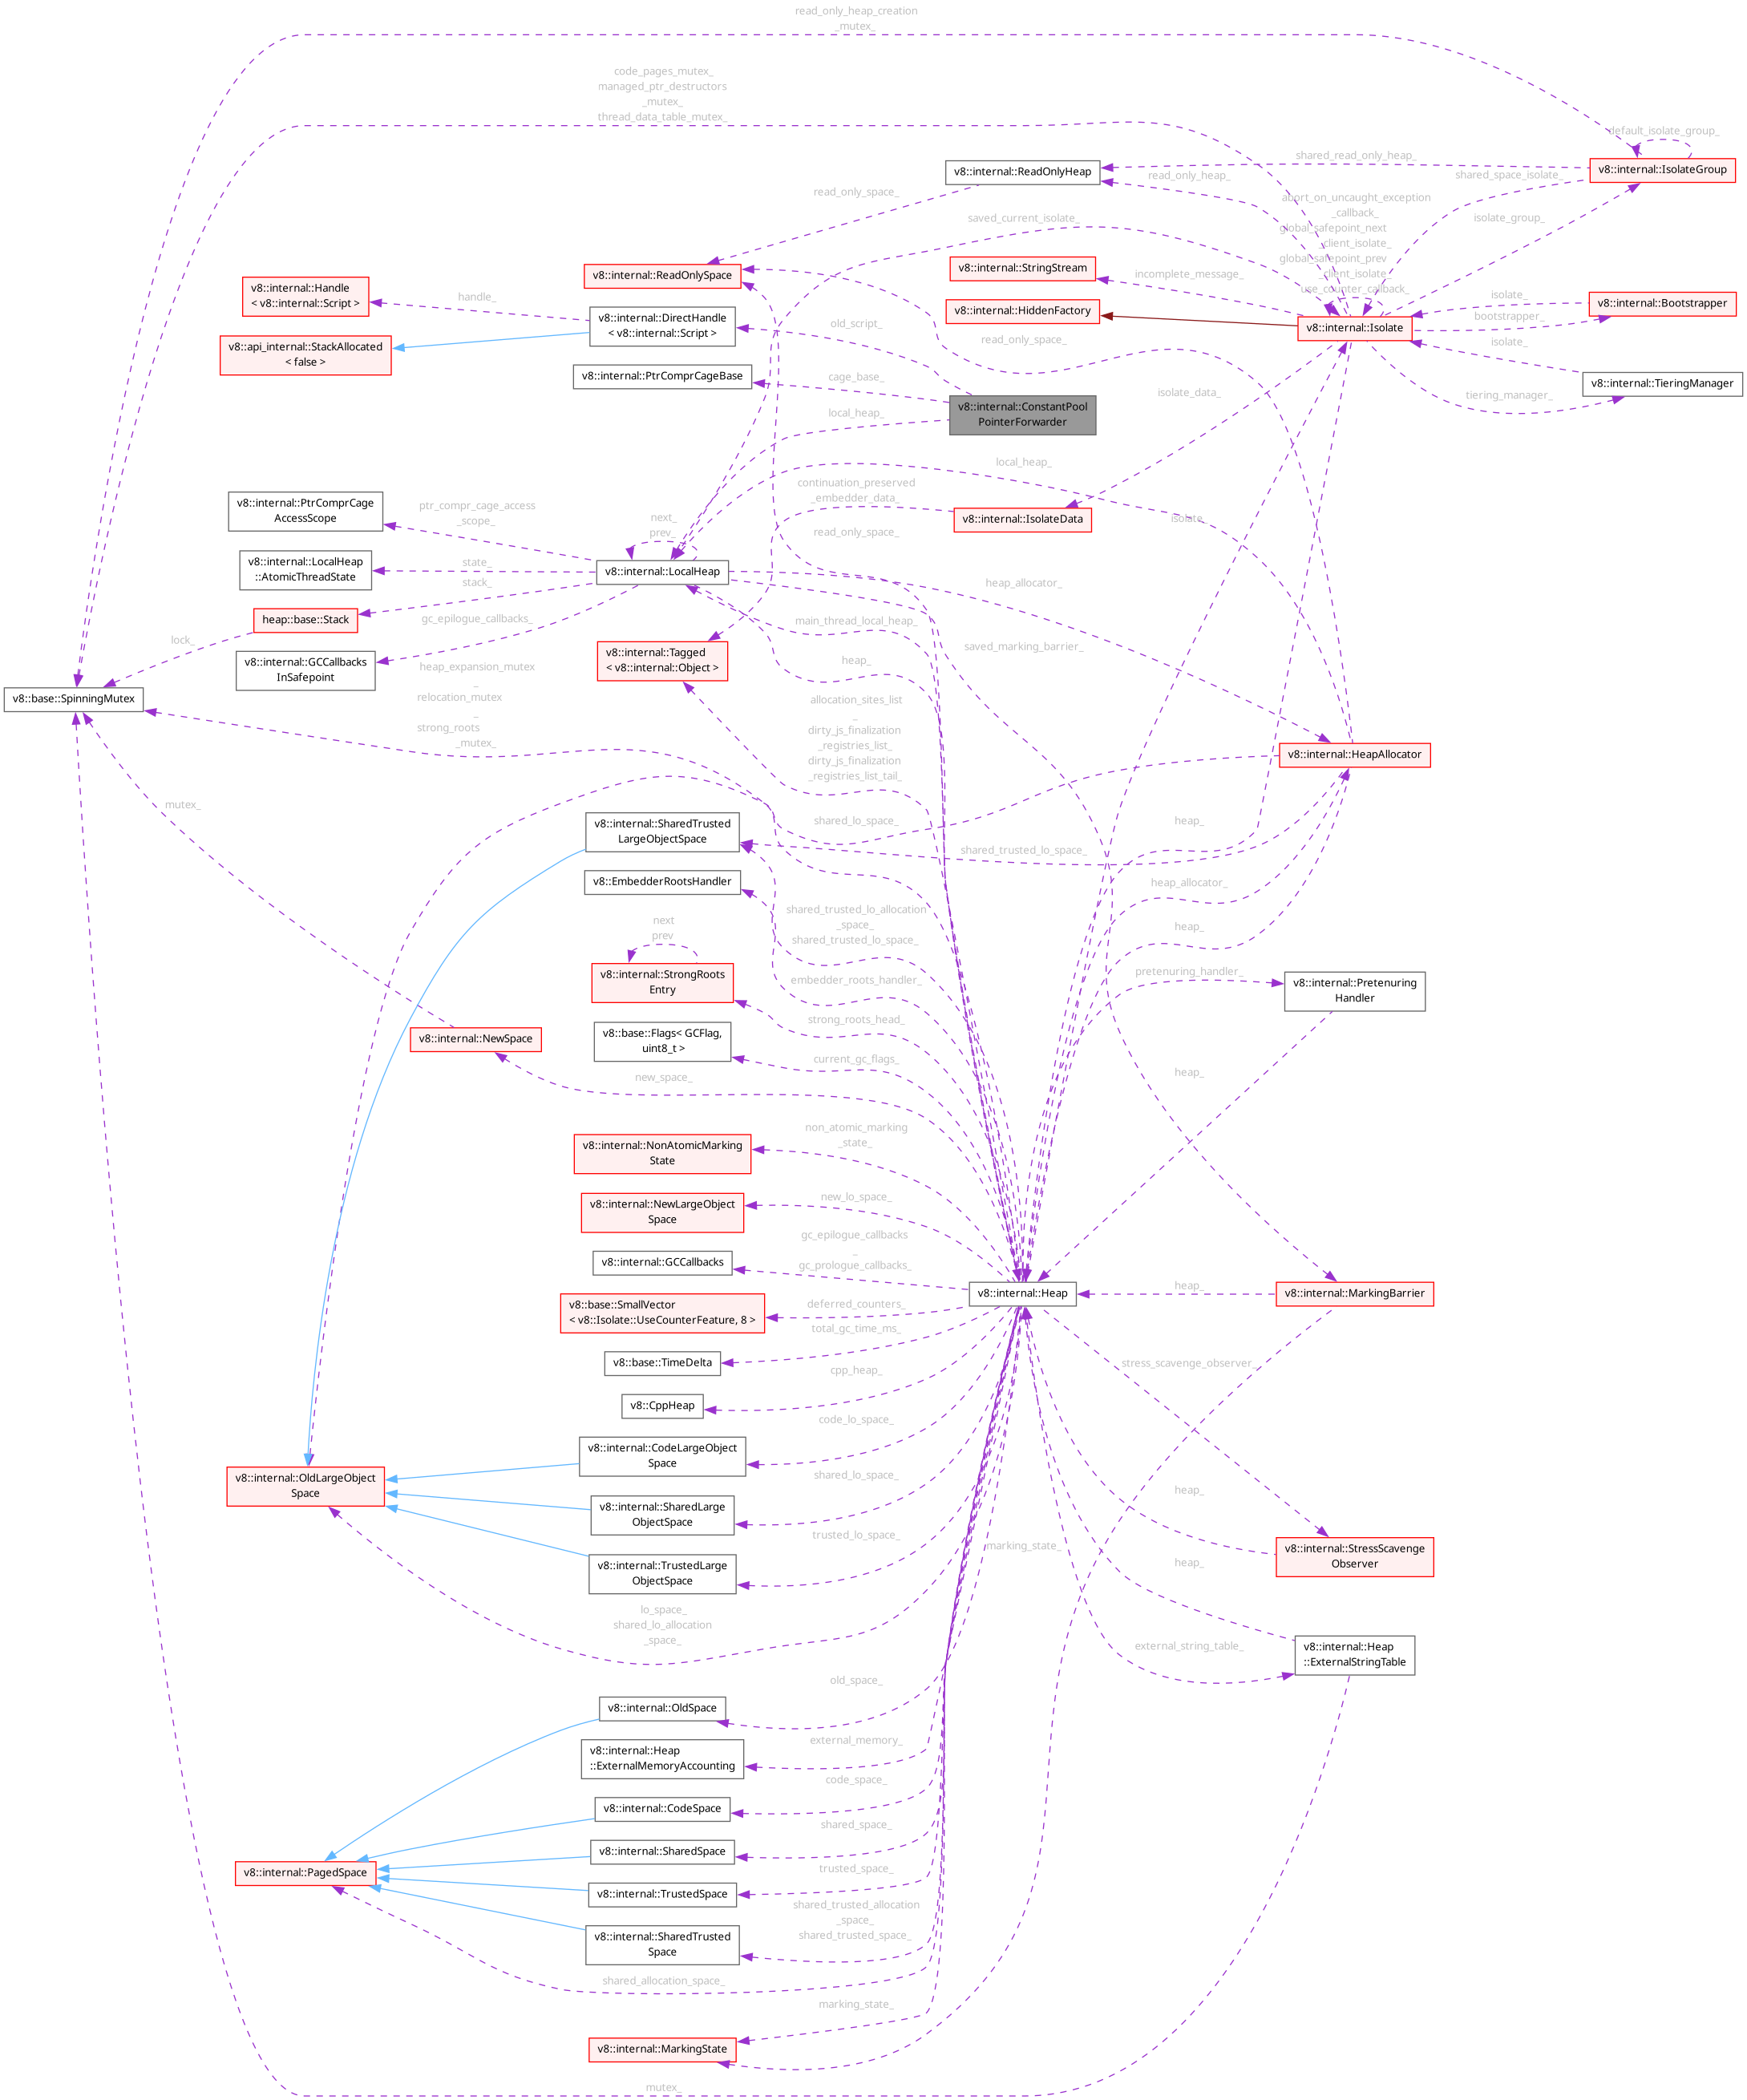 read_only_heap_creation
_mutex_
code_pages_mutex_
managed_ptr_destructors
_mutex_
thread_data_table_mutex_
default_isolate_group_
shared_read_only_heap_
v8::internal::ReadOnlyHeap
v8::internal::IsolateGroup
read_only_heap_
shared_space_isolate_
read_only_space_
abort_on_uncaught_exception
_callback_
global_safepoint_next
_client_isolate_
global_safepoint_prev
_client_isolate_
use_counter_callback_
saved_current_isolate_
isolate_group_
v8::internal::ReadOnlySpace
v8::internal::StringStream
incomplete_message_
v8::internal::Handle
< v8::internal::Script >
handle_
v8::internal::DirectHandle
< v8::internal::Script >
v8::internal::HiddenFactory
v8::internal::Isolate
isolate_
v8::internal::Bootstrapper
bootstrapper_
old_script_
read_only_space_
isolate_
v8::api_internal::StackAllocated
< false >
v8::internal::PtrComprCageBase
cage_base_
v8::internal::TieringManager
tiering_manager_
isolate_data_
local_heap_
v8::internal::ConstantPool
PointerForwarder
local_heap_
continuation_preserved
_embedder_data_
v8::internal::IsolateData
isolate_
v8::internal::PtrComprCage
AccessScope
ptr_compr_cage_access
_scope_
next_
prev_
read_only_space_
v8::internal::LocalHeap
::AtomicThreadState
state_
v8::internal::LocalHeap
heap_allocator_
stack_
heap::base::Stack
gc_epilogue_callbacks_
main_thread_local_heap_
lock_
v8::internal::GCCallbacks
InSafepoint
v8::internal::Tagged
< v8::internal::Object >
saved_marking_barrier_
heap_
v8::base::SpinningMutex
heap_expansion_mutex
_
relocation_mutex
_
strong_roots
_mutex_
allocation_sites_list
_
dirty_js_finalization
_registries_list_
dirty_js_finalization
_registries_list_tail_
v8::internal::HeapAllocator
mutex_
v8::internal::SharedTrusted
LargeObjectSpace
shared_lo_space_
heap_
shared_trusted_lo_space_
v8::EmbedderRootsHandler
heap_allocator_
shared_trusted_lo_allocation
_space_
shared_trusted_lo_space_
heap_
next
prev
v8::internal::StrongRoots
Entry
embedder_roots_handler_
pretenuring_handler_
v8::internal::Pretenuring
Handler
strong_roots_head_
v8::internal::NewSpace
v8::base::Flags< GCFlag,
uint8_t >
current_gc_flags_
new_space_
heap_
v8::internal::NonAtomicMarking
State
non_atomic_marking
_state_
v8::internal::NewLargeObject
Space
new_lo_space_
v8::internal::GCCallbacks
gc_epilogue_callbacks
_
gc_prologue_callbacks_
v8::internal::Heap
heap_
v8::internal::MarkingBarrier
v8::base::SmallVector
< v8::Isolate::UseCounterFeature, 8 >
deferred_counters_
total_gc_time_ms_
v8::base::TimeDelta
cpp_heap_
stress_scavenge_observer_
v8::CppHeap
code_lo_space_
v8::internal::CodeLargeObject
Space
v8::internal::OldLargeObject
Space
shared_lo_space_
heap_
v8::internal::SharedLarge
ObjectSpace
trusted_lo_space_
marking_state_
v8::internal::StressScavenge
Observer
v8::internal::TrustedLarge
ObjectSpace
heap_
lo_space_
shared_lo_allocation
_space_
external_string_table_
v8::internal::Heap
::ExternalStringTable
old_space_
v8::internal::OldSpace
external_memory_
v8::internal::Heap
::ExternalMemoryAccounting
code_space_
v8::internal::CodeSpace
shared_space_
v8::internal::SharedSpace
v8::internal::PagedSpace
trusted_space_
v8::internal::TrustedSpace
shared_trusted_allocation
_space_
shared_trusted_space_
v8::internal::SharedTrusted
Space
shared_allocation_space_
marking_state_
v8::internal::MarkingState
mutex_